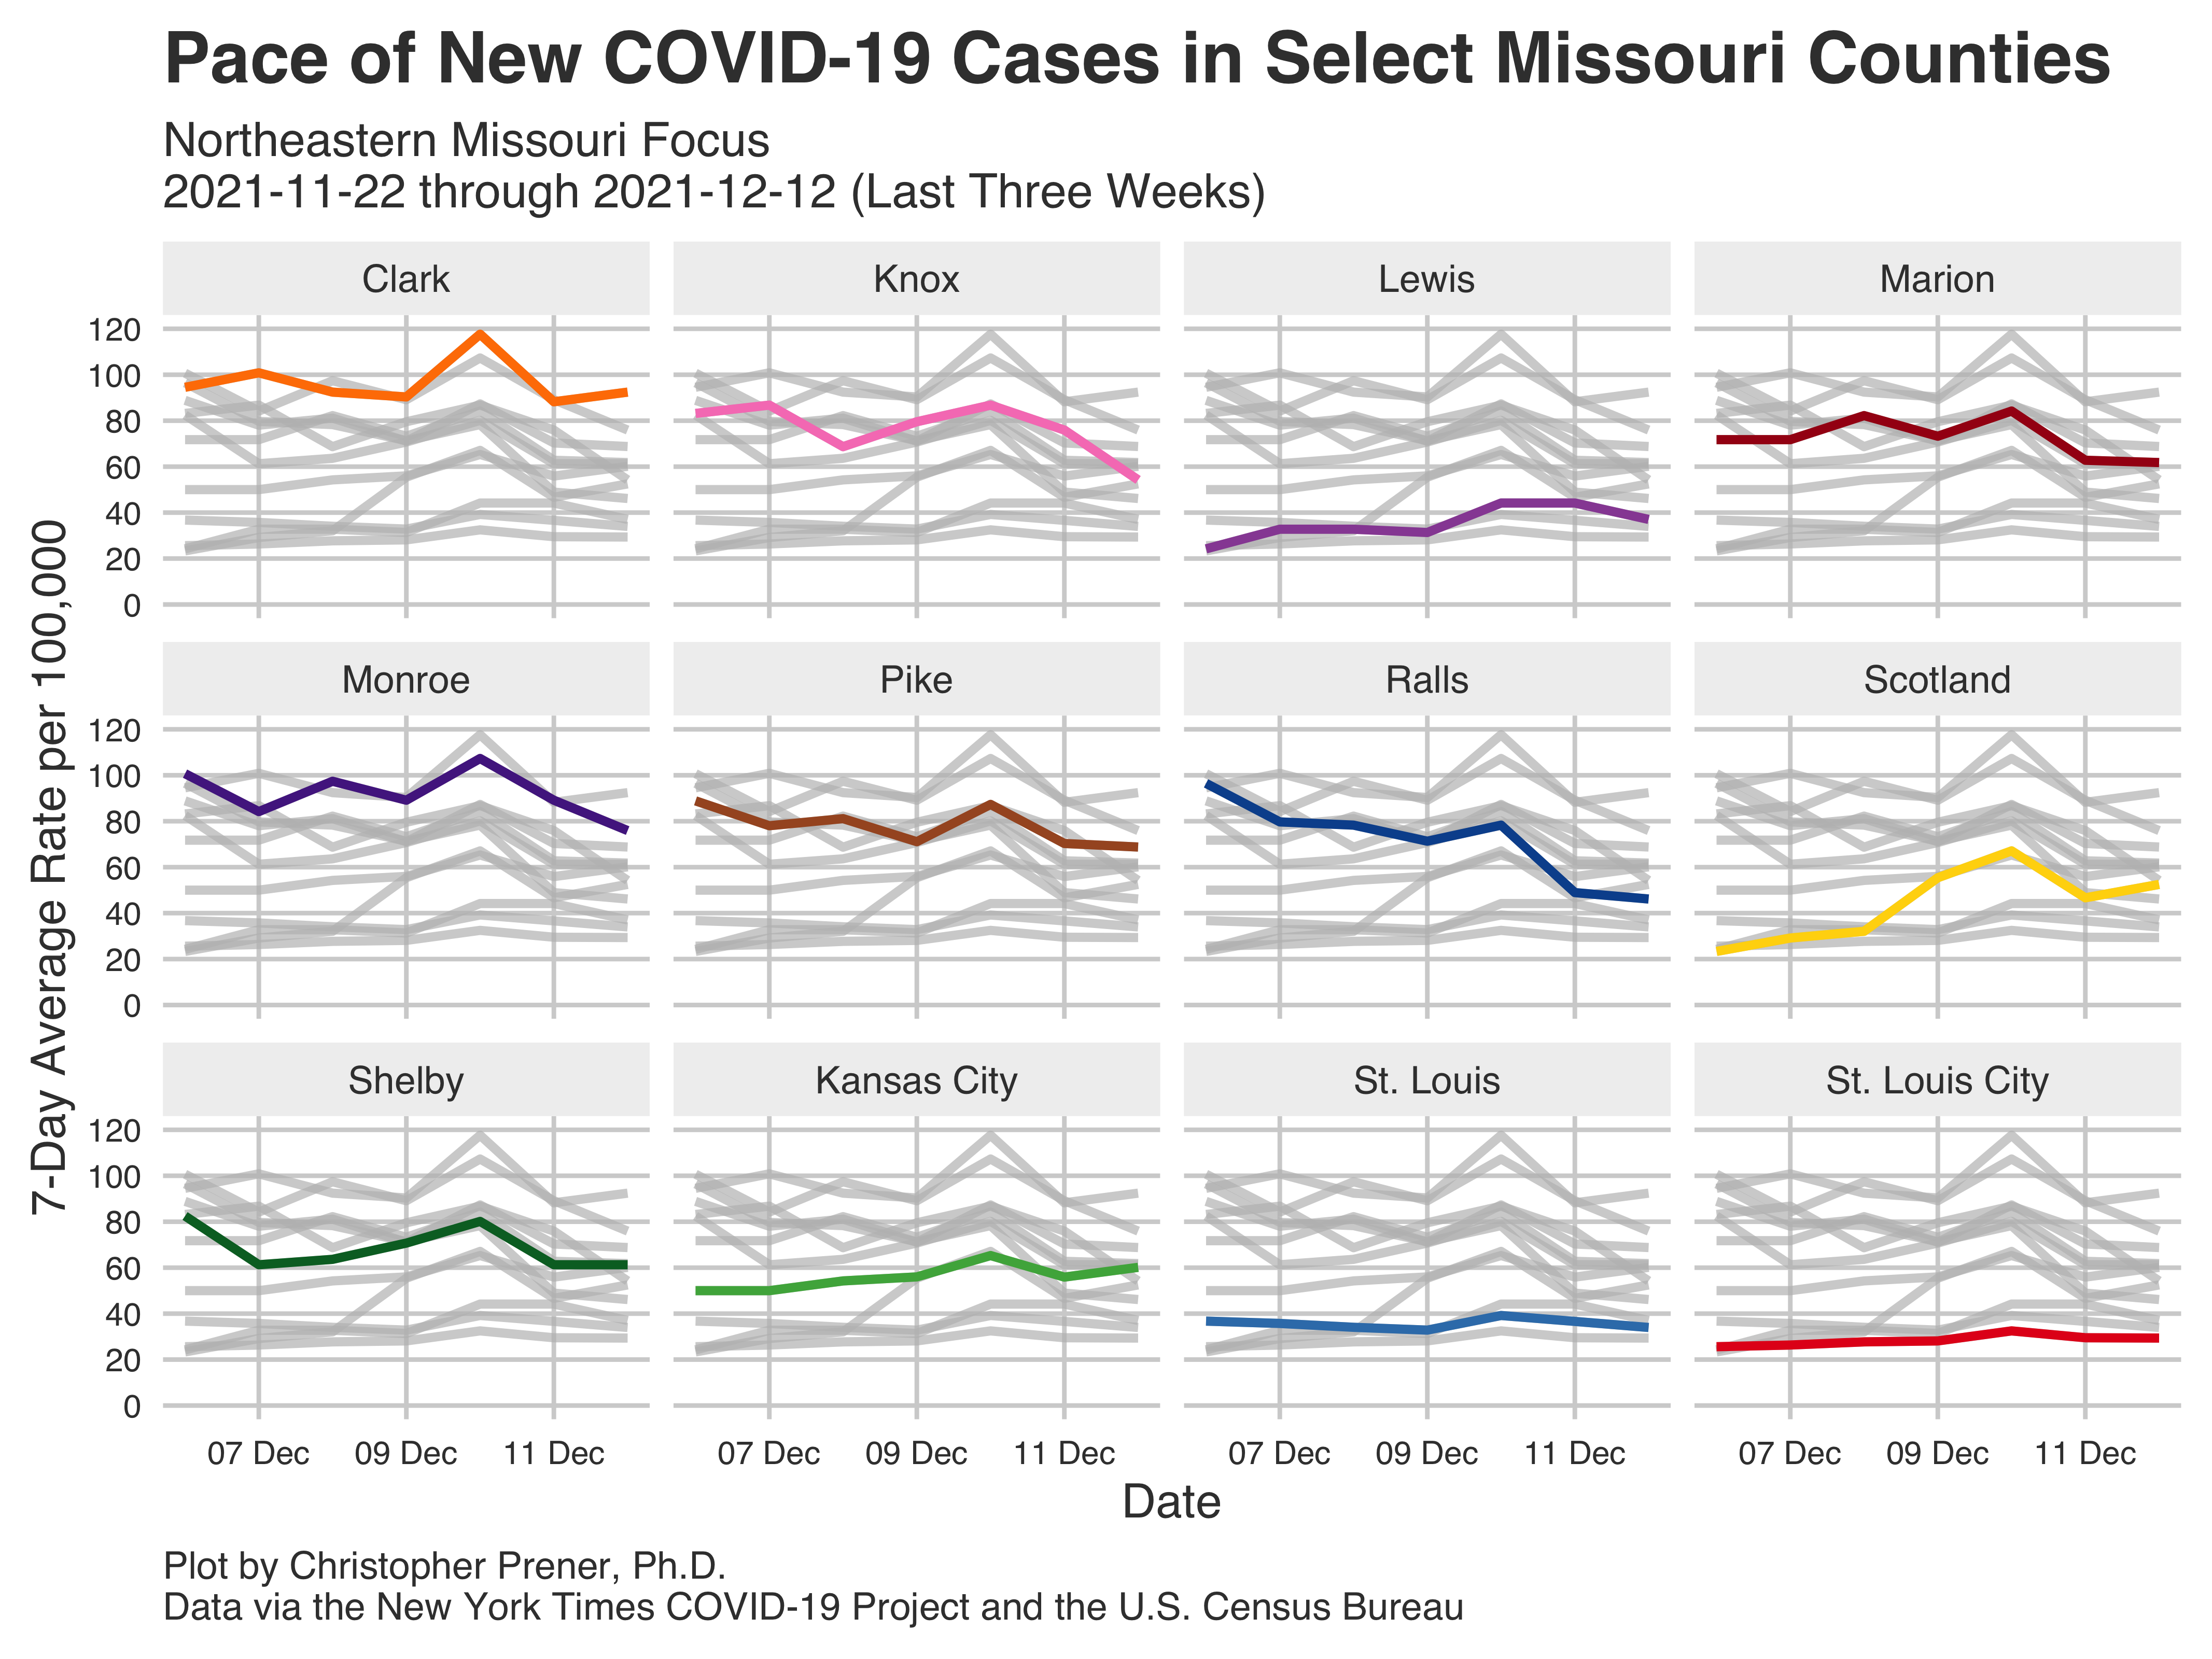 Pace of New COVID-19 Cases in Select Missouri Counties
Northeastern Missouri Focus
2021-11-22 through 2021-12-12 (Last Three Weeks)
7-Day Average Rate per 100,000
Clark
Knox
Lewis
Marion
120
100
80
60
40
20
0
Monroe
Pike
Ralls
Scotland
120
100
80
60
40
20
0
Shelby
Kansas City
St. Louis
St. Louis City
120
100
80
60
40
20
0
07 Dec 09 Dec 11 Dec
07 Dec 09 Dec 11 Dec
07 Dec 09 Dec 11 Dec
07 Dec 09 Dec 11 Dec
Date
Plot by Christopher Prener, Ph.D.
Data via the New York Times COVID-19 Project and the U.S. Census Bureau